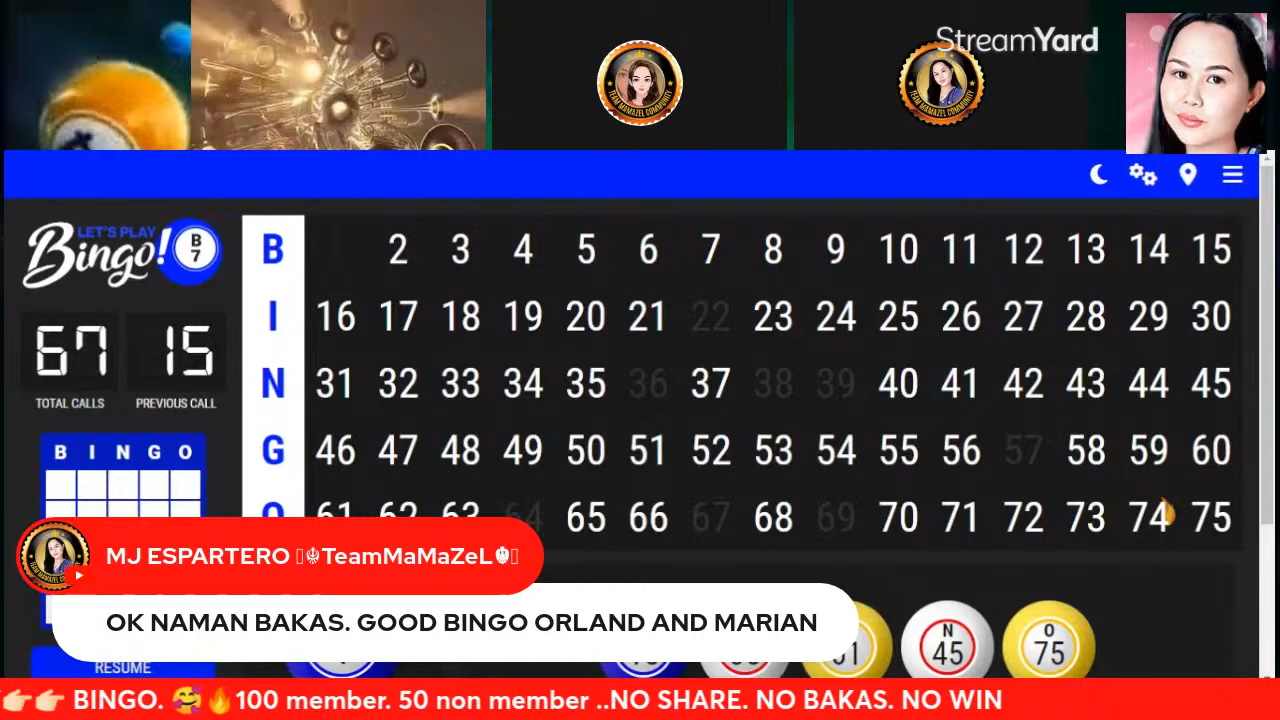 StreamYard
LET'S PLAY
Bingo!
B
7
67 15
TOTAL CALLS PREVIOUS CALL
B I N G O
B 2 3 4 5 6 7 8 9 10 11 12 13 14 15
I 16 17 18 19 20 21 22 23 24 25 26 27 28 29 30
N 31 32 33 34 35 36 37 38 39 40 41 42 43 44 45
G 46 47 48 49 50 51 52 53 54 55 56 57 58 59 60
O 61 62 63 64 65 66 67 68 69 70 71 72 73 74 75
MJ ESPARTERO TeamMaMaZeL
OK NAMAN BAKAS. GOOD BINGO ORLAND AND MARIAN
N
45
O
75
RESUME
👉🏻👉🏻 BINGO. 🥰🔥100 member. 50 non member ..NO SHARE. NO BAKAS. NO WIN